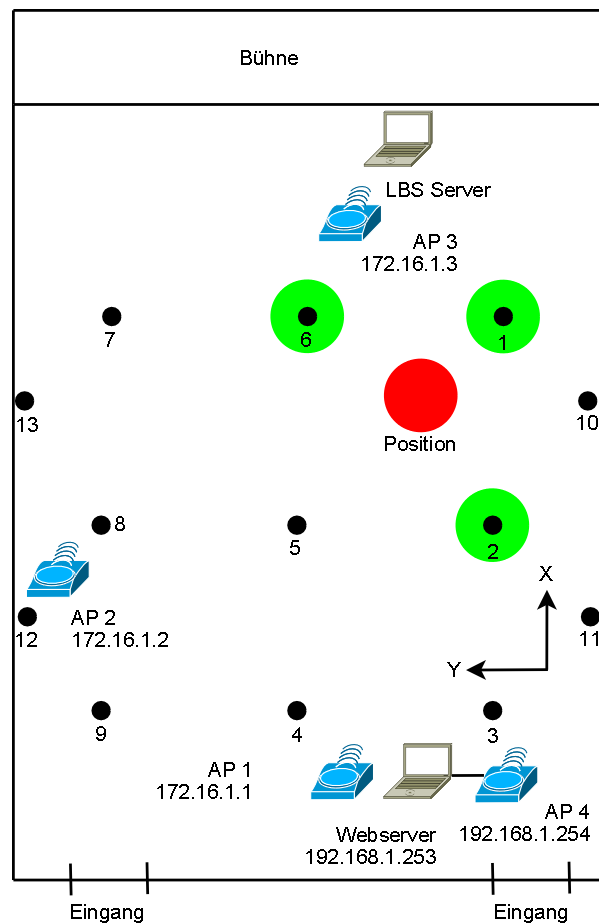 Bühne
LBS Server
AP 3
172.16.1.3
7
6
1
Position
13
10
8
5
2
X
AP 2
172.16.1.2
12
11
Y
9
4
3
AP 1
172.16.1.1
Webserver
192.168.1.253
AP 4
192.168.1.254
Eingang
Eingang